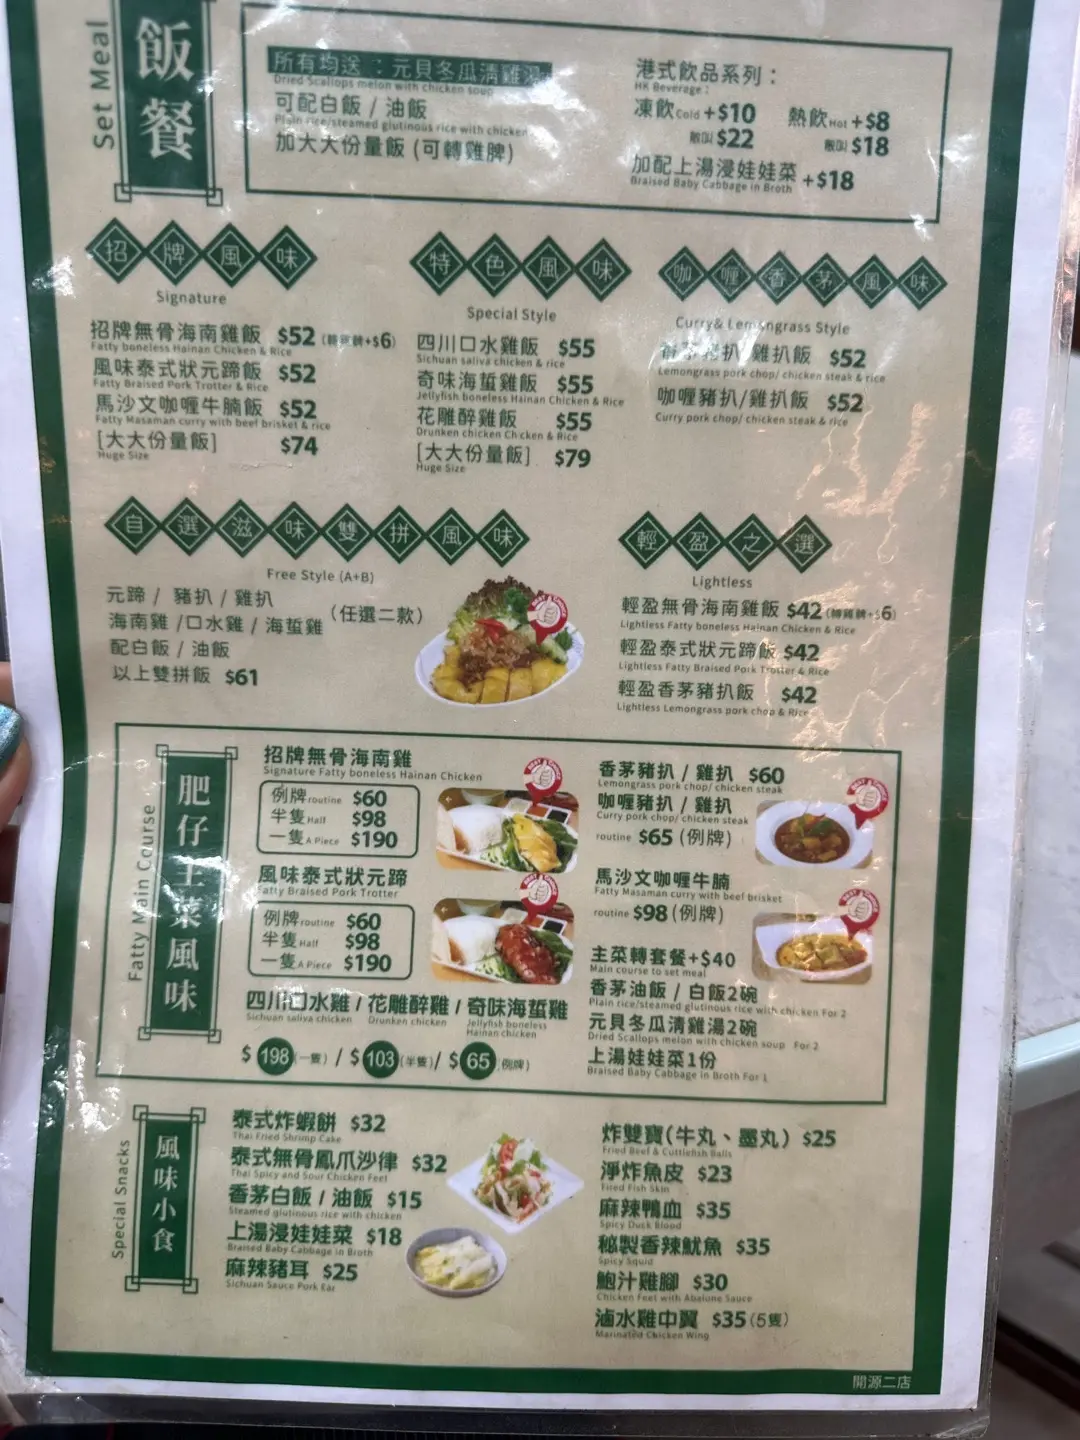 飯餐
Set Meal
所有均送：元貝冬瓜清雞湯
Dried Scallops melon with chicken soup
可配白飯 / 油飯
Plain rice/steamed glutinous rice with chicken
加大大份量飯 (可轉雞脾)
港式飲品系列：
HK Beverage :
凍飲 Cold +$10 熱飲 Hot +$8
散叫 $22 散叫 $18
加配上湯浸娃娃菜 +$18
Braised Baby Cabbage in Broth
招牌風味
Signature
招牌無骨海南雞飯 $52 (轉雞脾+$6)
Fatty boneless Hainan Chicken & Rice
風味泰式狀元蹄飯 $52
Fatty Braised Pork Trotter & Rice
馬沙文咖喱牛腩飯 $52
Fatty Masaman curry with beef brisket & rice
[大大份量飯] $74
Huge Size
特色風味
Special Style
四川口水雞飯 $55
Sichuan saliva chicken & rice
奇味海蜇雞飯 $55
Jellyfish boneless Hainan Chicken & Rice
花雕醉雞飯 $55
Drunken chicken Chicken & Rice
[大大份量飯] $79
Huge Size
咖喱香茅風味
Curry& Lemongrass Style
香茅豬扒/雞扒飯 $52
Lemongrass pork chop/ chicken steak & rice
咖喱豬扒/雞扒飯 $52
Curry pork chop/ chicken steak & rice
自選滋味雙拼風味
Free Style (A+B)
元蹄 / 豬扒 / 雞扒
海南雞 /口水雞 / 海蜇雞 (任選二款)
配白飯 / 油飯
以上雙拼飯 $61
輕盈之選
Lightless
輕盈無骨海南雞飯 $42 (轉雞脾+$6)
Lightless Fatty boneless Hainan Chicken & Rice
輕盈泰式狀元蹄飯 $42
Lightless Fatty Braised Pork Trotter & Rice
輕盈香茅豬扒飯 $42
Lightless Lemongrass pork chop & Rice
肥仔主菜風味
Fatty Main Course
招牌無骨海南雞
Signature Fatty boneless Hainan Chicken
例牌 routine $60
半隻 Half $98
一隻 A Piece $190
風味泰式狀元蹄
Fatty Braised Pork Trotter
例牌 routine $60
半隻 Half $98
一隻 A Piece $190
四川口水雞 / 花雕醉雞 / 奇味海蜇雞
Sichuan saliva chicken Drunken chicken Jellyfish boneless
Hainan chicken
$ 198 (一隻) / $ 103 (半隻) / $ 65 (例牌)
香茅豬扒 / 雞扒 $60
Lemongrass pork chop/ chicken steak
咖喱豬扒 / 雞扒
Curry pork chop/ chicken steak
routine $65 (例牌)
馬沙文咖喱牛腩
Fatty Masaman curry with beef brisket
routine $98 (例牌)
主菜轉套餐+$40
Main course to set meal
香茅油飯 / 白飯2碗
Plain rice/steamed glutinous rice with chicken For 2
元貝冬瓜清雞湯2碗
Dried Scallops melon with chicken soup For 2
上湯娃娃菜1份
Braised Baby Cabbage in Broth For 1
風味小食
Special Snacks
泰式炸蝦餅 $32
Thai Fried Shrimp Cake
泰式無骨鳳爪沙律 $32
Thai Spicy and Sour Chicken Feet
香茅白飯 / 油飯 $15
Steamed glutinous rice with chicken
上湯浸娃娃菜 $18
Braised Baby Cabbage in Broth
麻辣豬耳 $25
Sichuan Sauce Pork Ear
炸雙寶(牛丸、墨丸) $25
Fried Beef & Cuttlefish Balls
淨炸魚皮 $23
Fired Fish Skin
麻辣鴨血 $35
Spicy Duck Blood
秘製香辣魷魚 $35
Spicy Squid
鮑汁雞腳 $30
Chicken Feet with Abalone Sauce
滷水雞中翼 $35 (5隻)
Marinated Chicken Wing
開源二店